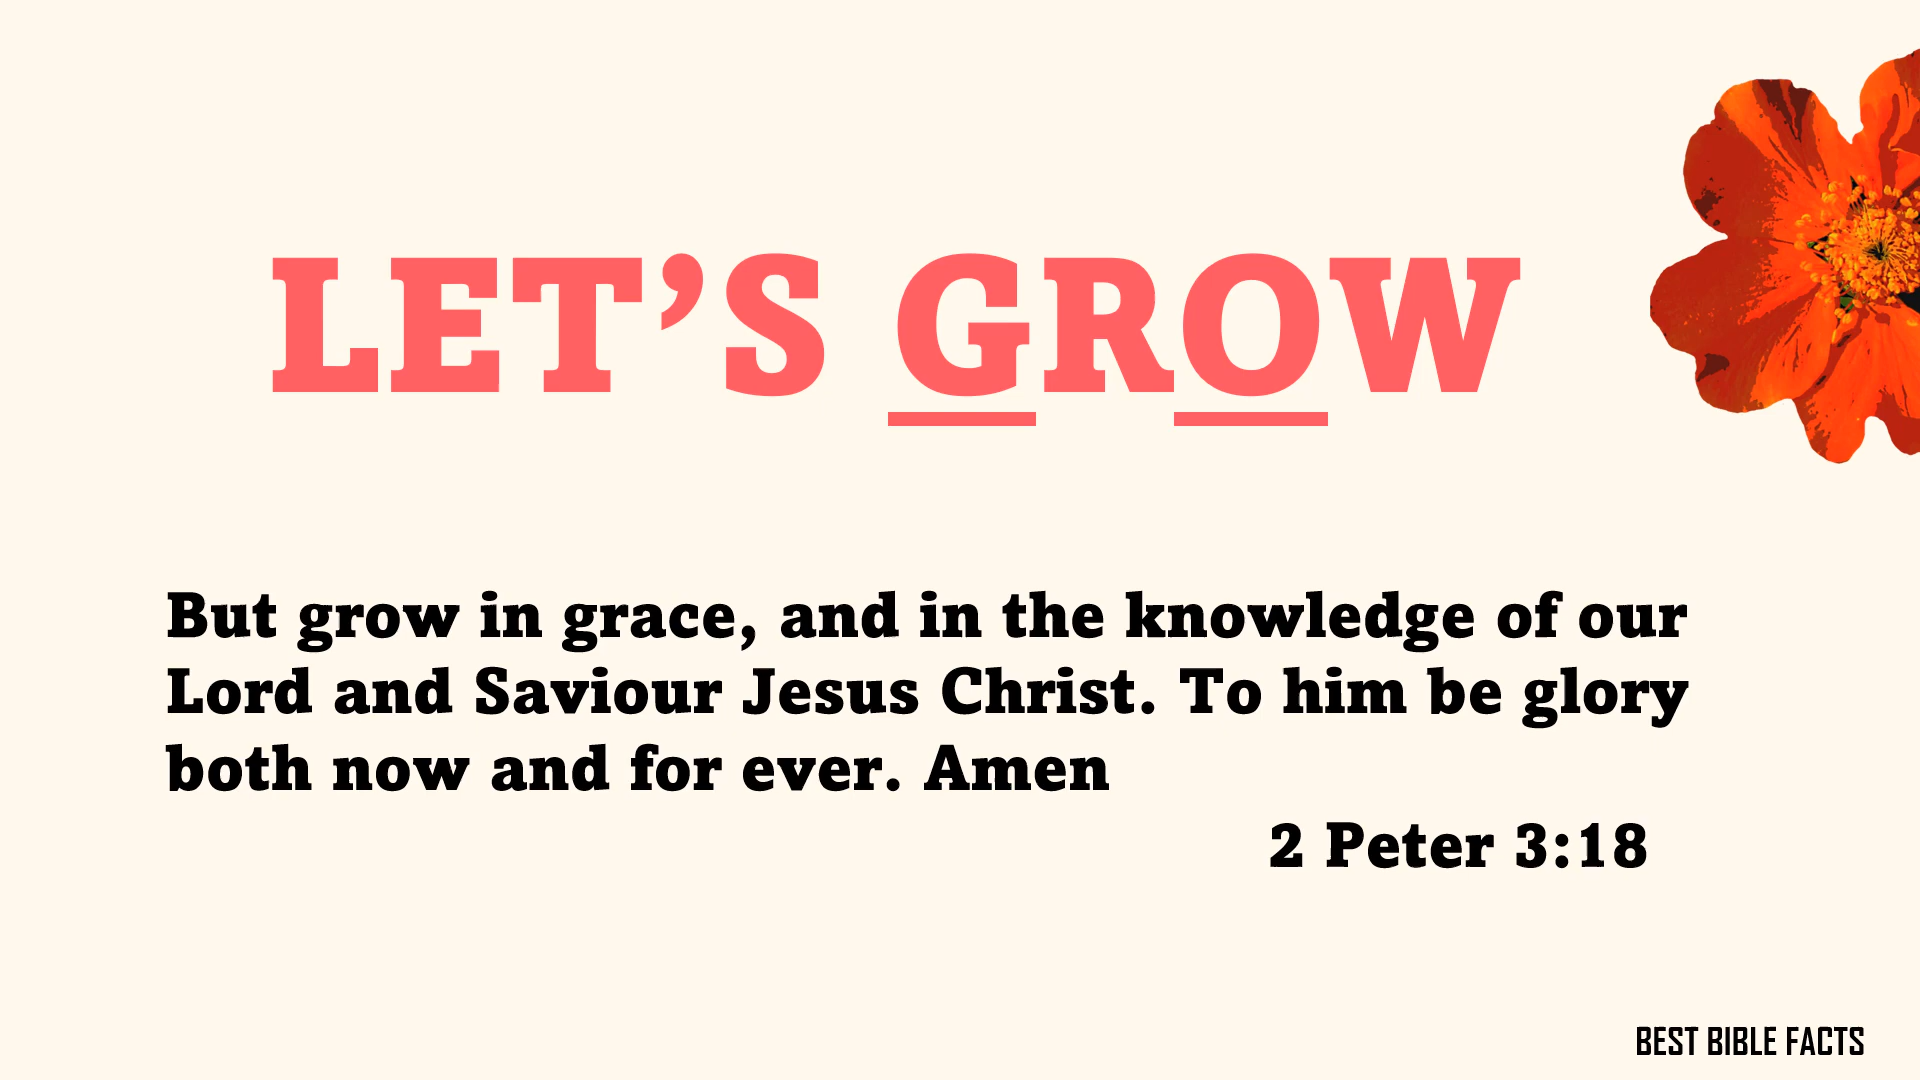 LET’S GROW
But grow in grace, and in the knowledge of our
Lord and Saviour Jesus Christ. To him be glory
both now and for ever. Amen
2 Peter 3:18
BEST BIBLE FACTS